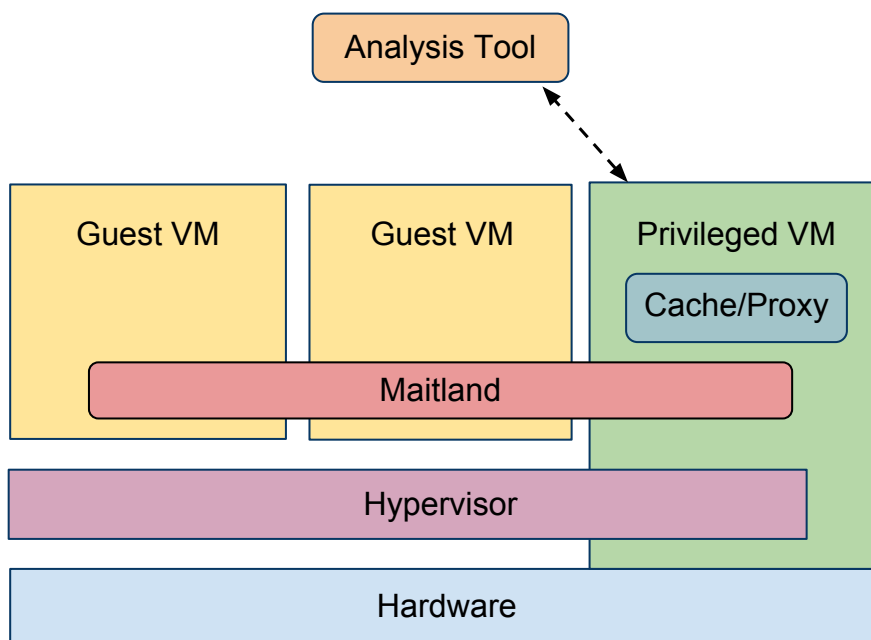 Analysis Tool
Guest VM
Guest VM
Privileged VM
Cache/Proxy
Maitland
Hypervisor
Hardware